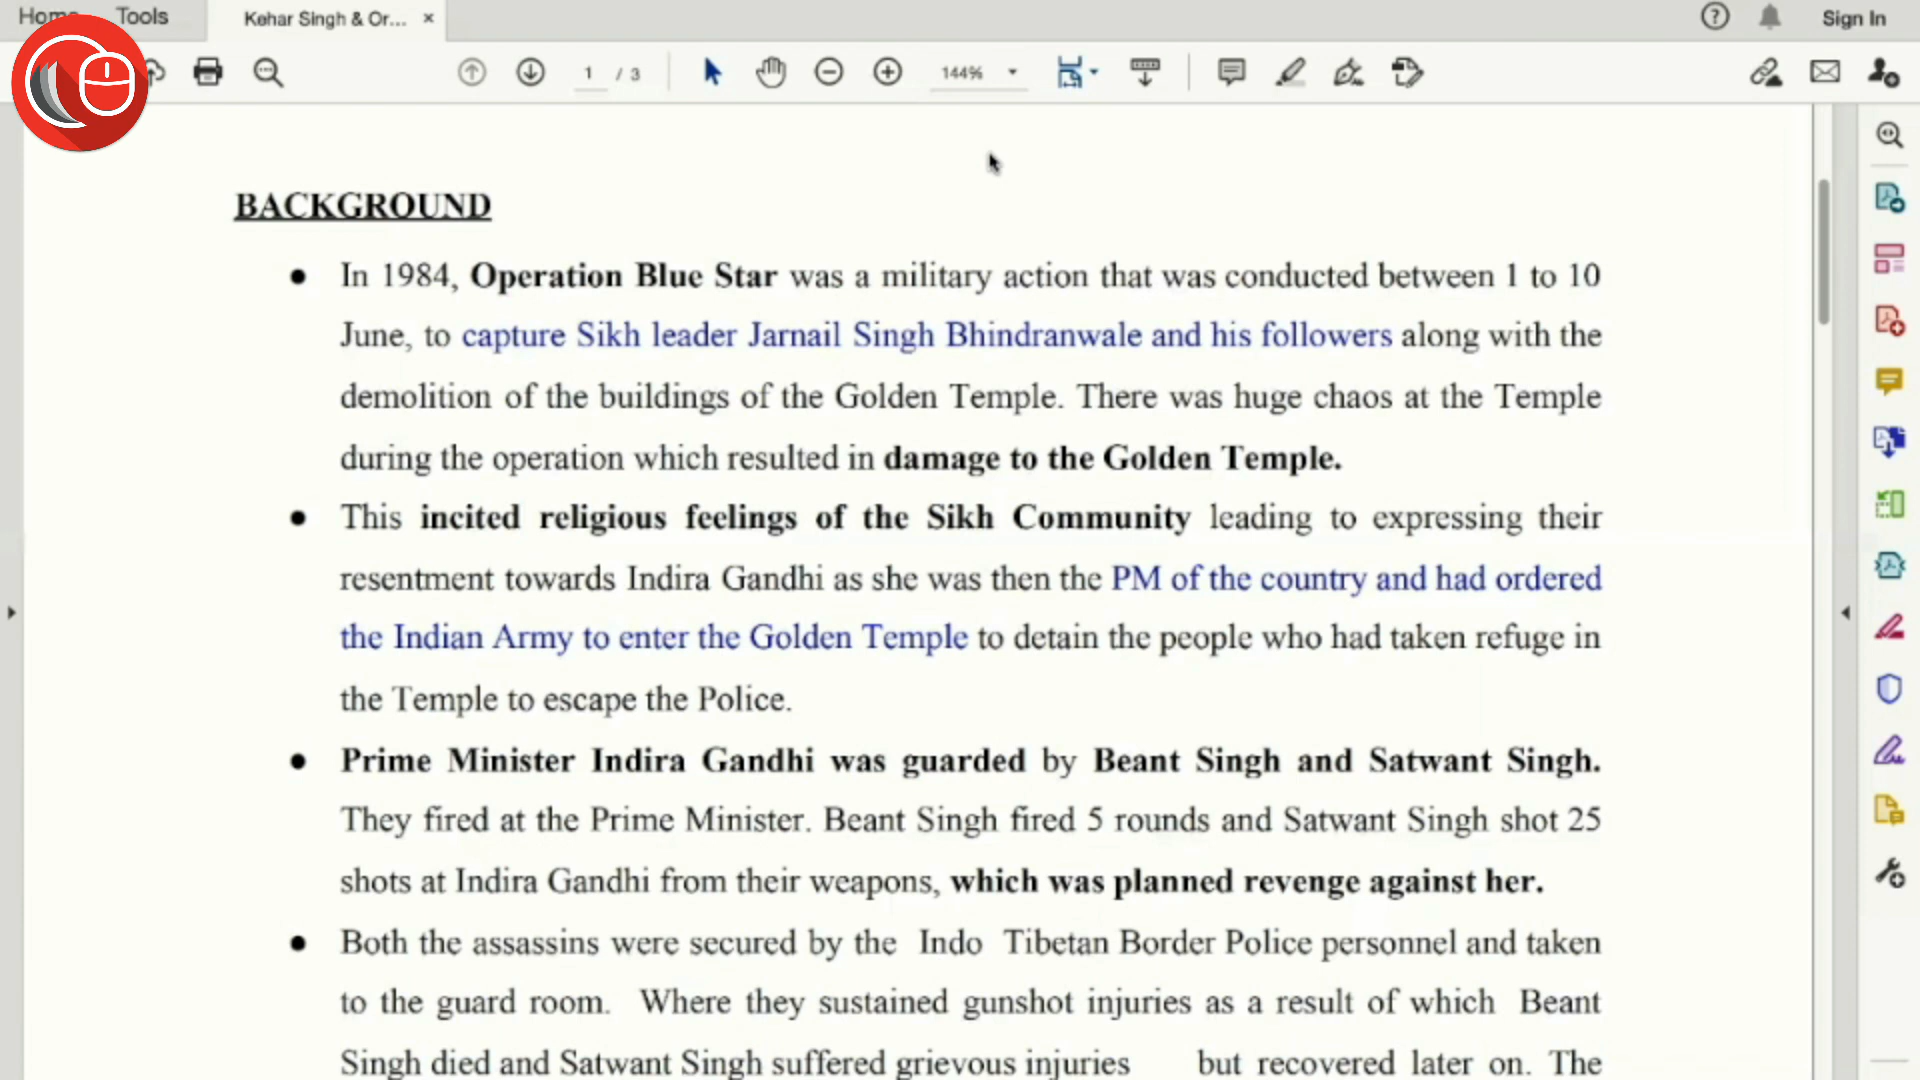 Home Tools Kehar Singh & Or... × Sign In
1 / 3 144%
BACKGROUND
● In 1984, Operation Blue Star was a military action that was conducted between 1 to 10
June, to capture Sikh leader Jarnail Singh Bhindranwale and his followers along with the
demolition of the buildings of the Golden Temple. There was huge chaos at the Temple
during the operation which resulted in damage to the Golden Temple.
● This incited religious feelings of the Sikh Community leading to expressing their
resentment towards Indira Gandhi as she was then the PM of the country and had ordered
the Indian Army to enter the Golden Temple to detain the people who had taken refuge in
the Temple to escape the Police.
● Prime Minister Indira Gandhi was guarded by Beant Singh and Satwant Singh.
They fired at the Prime Minister. Beant Singh fired 5 rounds and Satwant Singh shot 25
shots at Indira Gandhi from their weapons, which was planned revenge against her.
● Both the assassins were secured by the Indo Tibetan Border Police personnel and taken
to the guard room. Where they sustained gunshot injuries as a result of which Beant
Singh died and Satwant Singh suffered grievous injuries but recovered later on. The